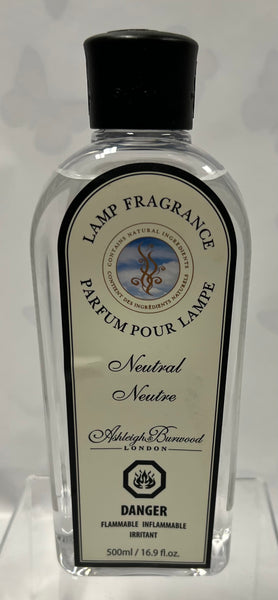 LAMP FRAGRANCE
CONTAINS NATURAL INGREDIENTS
CONTIENT DES INGRÉDIENTS NATURELS
PARFUM POUR LAMPE
Neutral
Neutre
Ashleigh & Burwood
LONDON
DANGER
FLAMMABLE INFLAMMABLE
IRRITANT
500ml / 16.9 fl.oz.